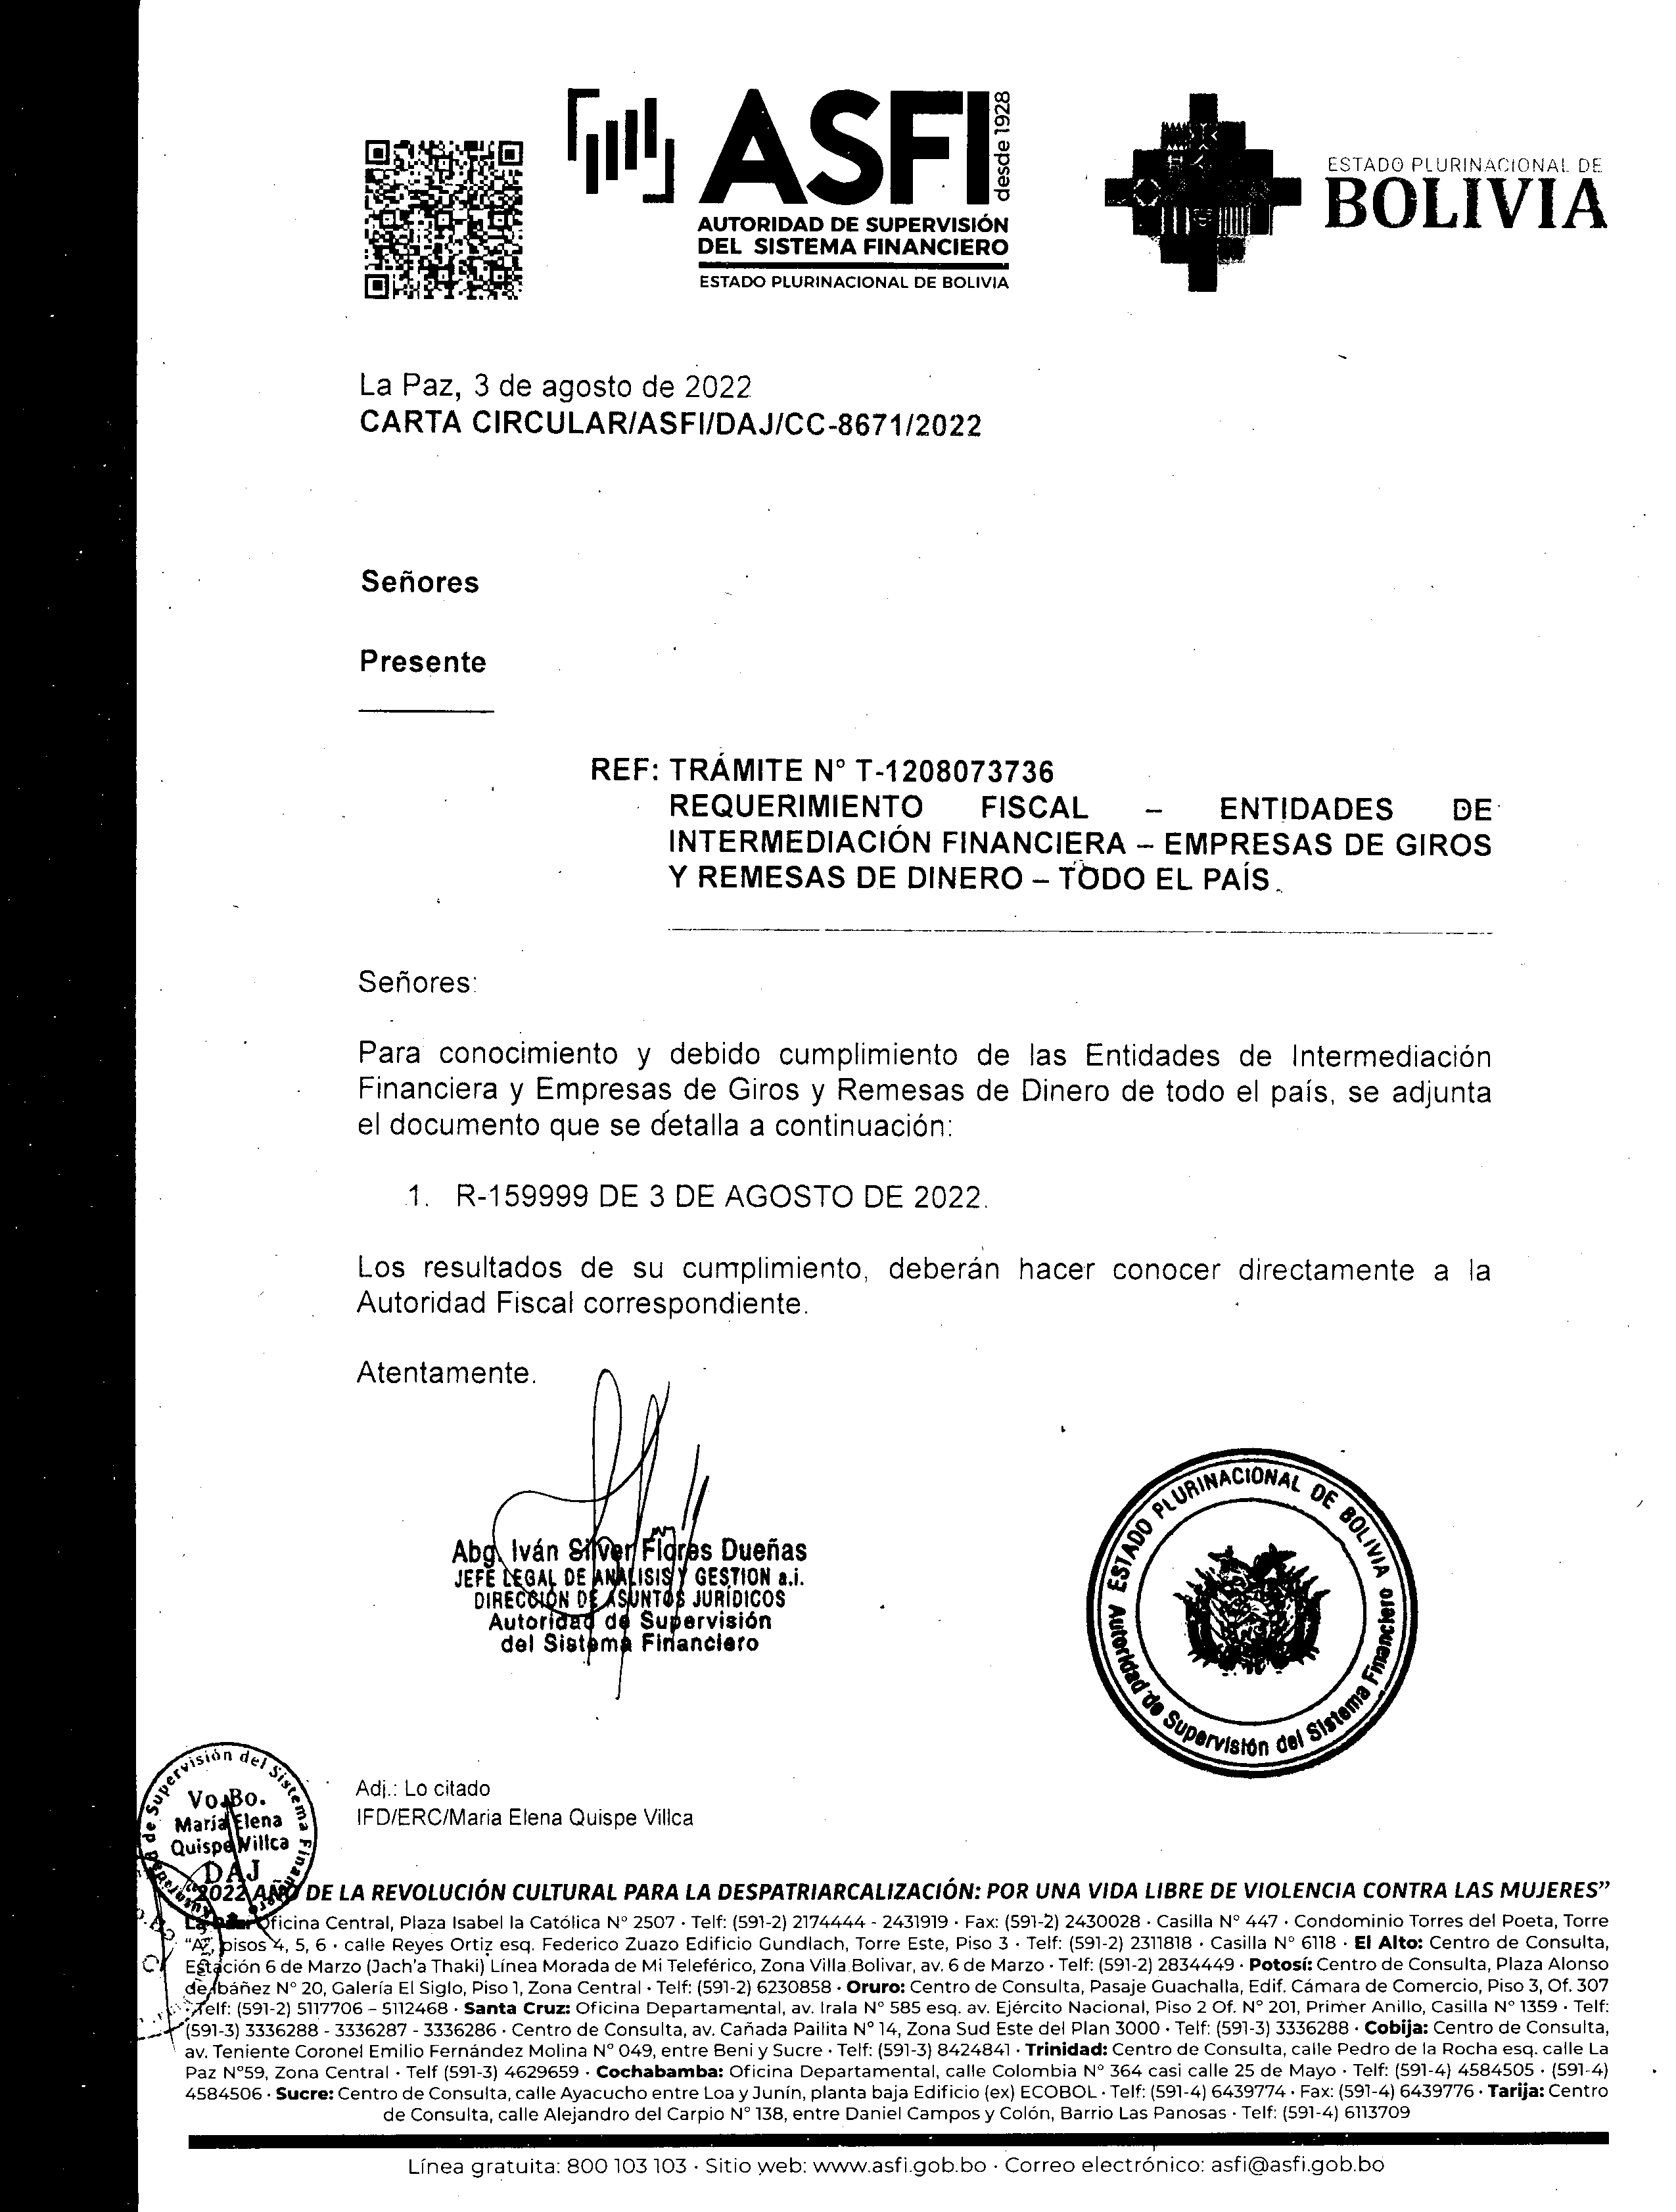 ASFI
desde 1928
AUTORIDAD DE SUPERVISIÓN
DEL SISTEMA FINANCIERO
ESTADO PLURINACIONAL DE BOLIVIA
ESTADO PLURINACIONAL DE
BOLIVIA
La Paz, 3 de agosto de 2022
CARTA CIRCULAR/ASFI/DAJ/CC-8671/2022
Señores
Presente
REF: TRÁMITE N° T-1208073736
REQUERIMIENTO FISCAL – ENTIDADES DE
INTERMEDIACIÓN FINANCIERA – EMPRESAS DE GIROS
Y REMESAS DE DINERO – TODO EL PAÍS
Señores:
Para conocimiento y debido cumplimiento de las Entidades de Intermediación
Financiera y Empresas de Giros y Remesas de Dinero de todo el país, se adjunta
el documento que se detalla a continuación:
1. R-159999 DE 3 DE AGOSTO DE 2022.
Los resultados de su cumplimiento, deberán hacer conocer directamente a la
Autoridad Fiscal correspondiente.
Atentamente.
Abg. Iván Silver Flores Dueñas
JEFE LEGAL DE ANALISIS Y GESTION a.i.
DIRECCIÓN DE ASUNTOS JURÍDICOS
Autoridad de Supervisión
del Sistema Financiero
ESTADO PLURINACIONAL DE BOLIVIA
Autoridad de Supervisión del Sistema Financiero
Adj.: Lo citado
IFD/ERC/Maria Elena Quispe Villca
de Supervisión del Sistema
Vo.Bo.
María Elena
Quispe Villca
DAJ
2022 AÑO DE LA REVOLUCIÓN CULTURAL PARA LA DESPATRIARCALIZACIÓN: POR UNA VIDA LIBRE DE VIOLENCIA CONTRA LAS MUJERES”
La Paz: Oficina Central, Plaza Isabel la Católica N° 2507 · Telf: (591-2) 2174444 - 2431919 · Fax: (591-2) 2430028 · Casilla N° 447 · Condominio Torres del Poeta, Torre
“A”, pisos 4, 5, 6 · calle Reyes Ortiz esq. Federico Zuazo Edificio Gundlach, Torre Este, Piso 3 · Telf: (591-2) 2311818 · Casilla N° 6118 · El Alto: Centro de Consulta,
Estación 6 de Marzo (Jach’a Thaki) Línea Morada de Mi Teleférico, Zona Villa Bolivar, av. 6 de Marzo · Telf: (591-2) 2834449 · Potosí: Centro de Consulta, Plaza Alonso
de Ibáñez N° 20, Galería El Siglo, Piso 1, Zona Central · Telf: (591-2) 6230858 · Oruro: Centro de Consulta, Pasaje Guachalla, Edif. Cámara de Comercio, Piso 3, Of. 307
· Telf: (591-2) 5117706 – 5112468 · Santa Cruz: Oficina Departamental, av. Irala N° 585 esq. av. Ejército Nacional, Piso 2 Of. N° 201, Primer Anillo, Casilla N° 1359 · Telf:
(591-3) 3336288 - 3336287 - 3336286 · Centro de Consulta, av. Cañada Pailita N° 14, Zona Sud Este del Plan 3000 · Telf: (591-3) 3336288 · Cobija: Centro de Consulta,
av. Teniente Coronel Emilio Fernández Molina N° 049, entre Beni y Sucre · Telf: (591-3) 8424841 · Trinidad: Centro de Consulta, calle Pedro de la Rocha esq. calle La
Paz N°59, Zona Central · Telf (591-3) 4629659 · Cochabamba: Oficina Departamental, calle Colombia N° 364 casi calle 25 de Mayo · Telf: (591-4) 4584505 · (591-4)
4584506 · Sucre: Centro de Consulta, calle Ayacucho entre Loa y Junín, planta baja Edificio (ex) ECOBOL · Telf: (591-4) 6439774 · Fax: (591-4) 6439776 · Tarija: Centro
de Consulta, calle Alejandro del Carpio N° 138, entre Daniel Campos y Colón, Barrio Las Panosas · Telf: (591-4) 6113709
Línea gratuita: 800 103 103 · Sitio web: www.asfi.gob.bo · Correo electrónico: asfi@asfi.gob.bo